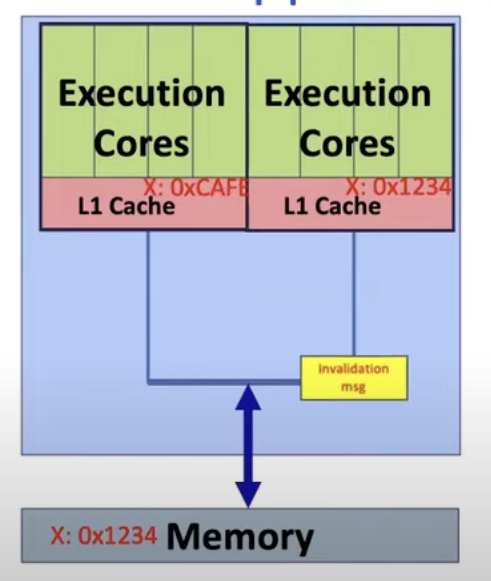 Execution
Cores
Execution
Cores
X: 0xCAFE
X: 0x1234
L1 Cache
L1 Cache
Invalidation
msg
X: 0x1234 Memory